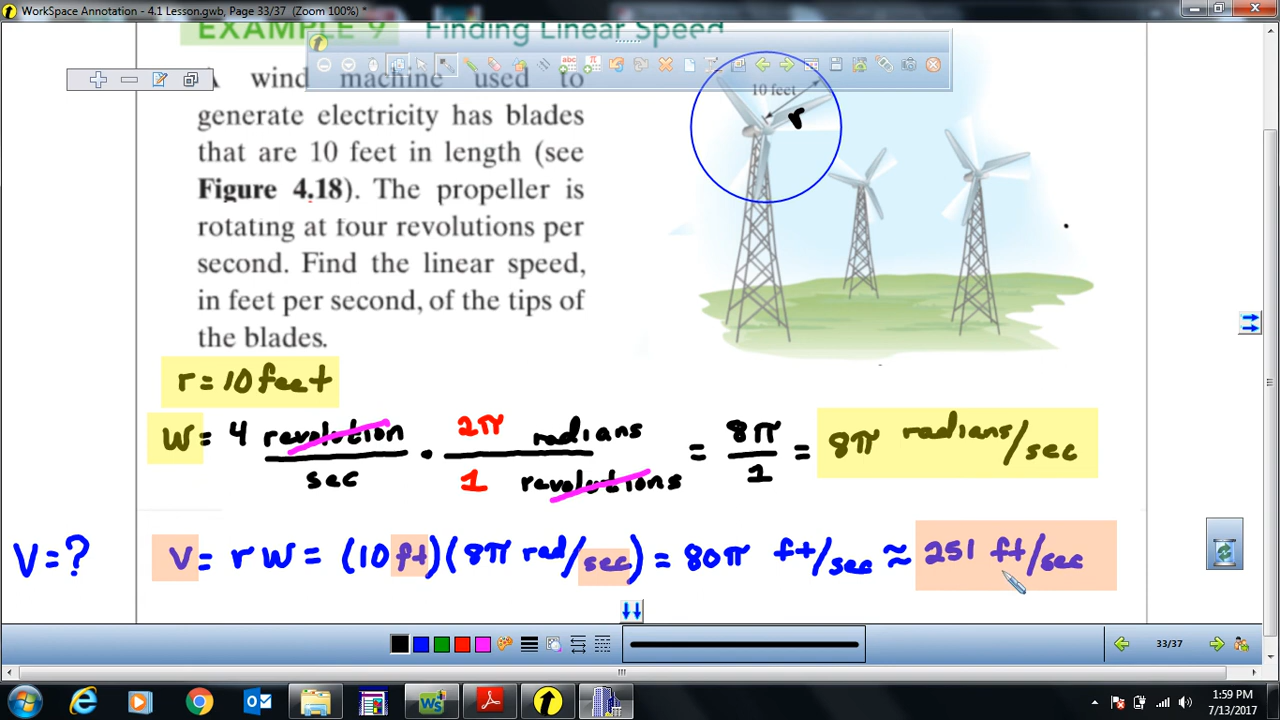 WorkSpace Annotation - 4.1 Lesson.gwb, Page 33/37 (Zoom 100%) *
EXAMPLE 9 Finding Linear Speed
A wind machine used to
generate electricity has blades
that are 10 feet in length (see
Figure 4.18). The propeller is
rotating at four revolutions per
second. Find the linear speed,
in feet per second, of the tips of
the blades.
10 feet
r
r = 10 feet
W = 4 revolution/sec · 2π radians/1 revolutions = 8π/1 = 8π radians/sec
V = ?
V = r W = (10 ft)(8π rad/sec) = 80π ft/sec ≈ 251 ft/sec
33/37
1:59 PM
7/13/2017